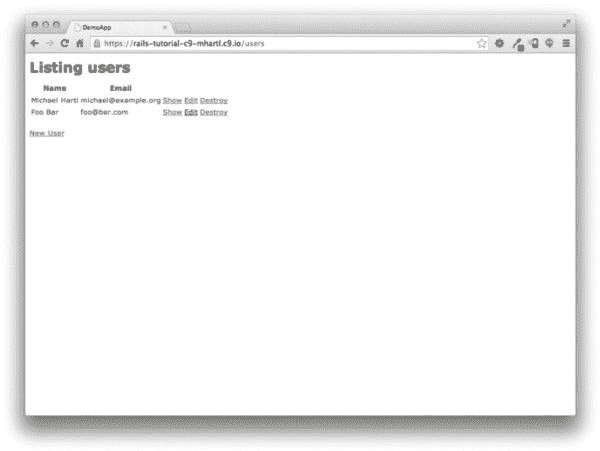 DemoApp
https://rails-tutorial-c9-mhartl.c9.io/users
Listing users
Name Email
Michael Hartl michael@example.org Show Edit Destroy
Foo Bar foo@bar.com Show Edit Destroy
New User